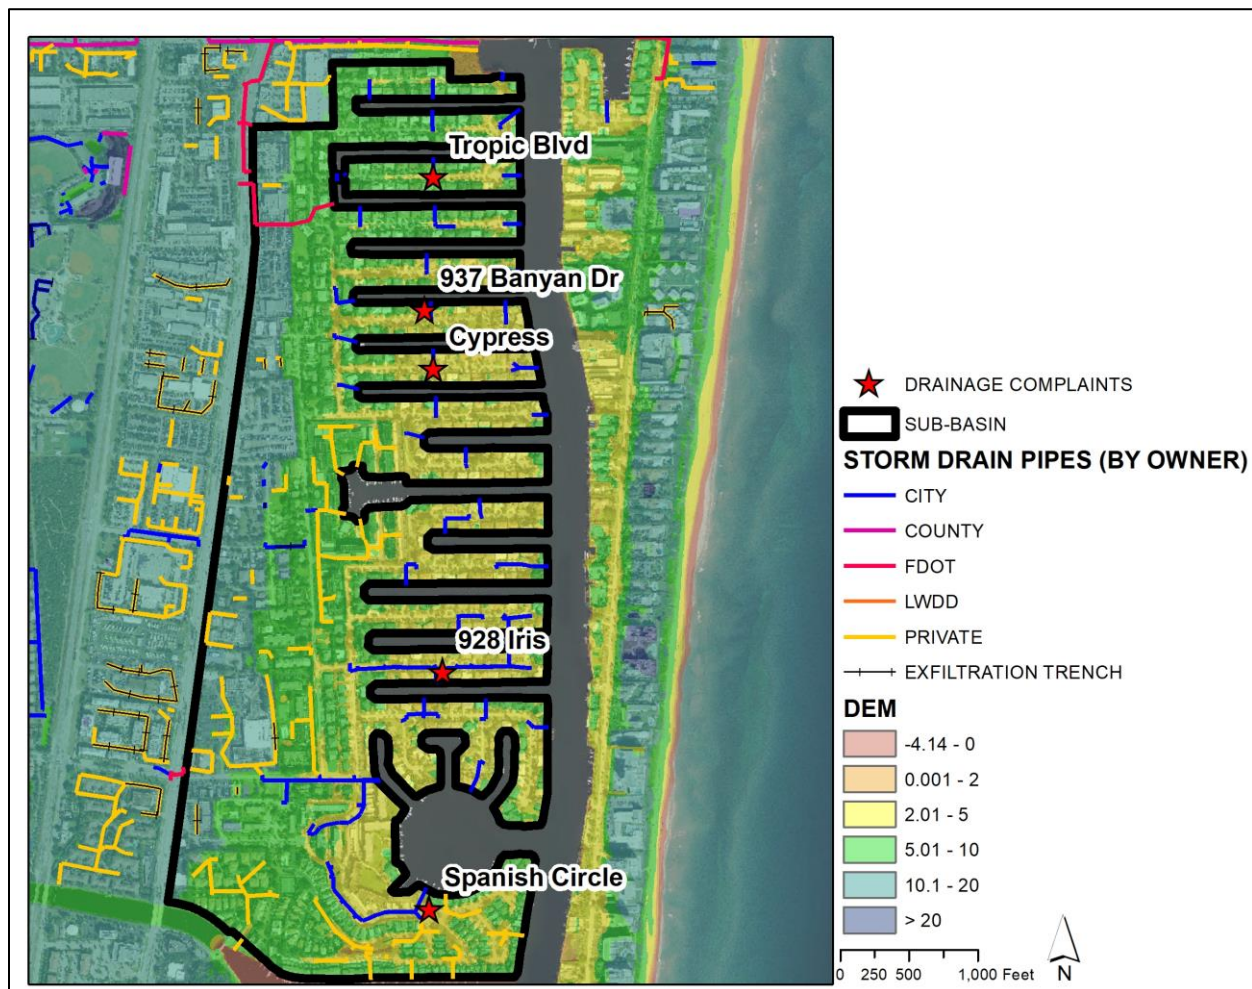 Tropic Blvd
937 Banyan Dr
Cypress
928 Iris
Spanish Circle
DRAINAGE COMPLAINTS
SUB-BASIN
STORM DRAIN PIPES (BY OWNER)
CITY
COUNTY
FDOT
LWDD
PRIVATE
EXFILTRATION TRENCH
DEM
-4.14 - 0
0.001 - 2
2.01 - 5
5.01 - 10
10.1 - 20
> 20
0 250 500 1,000 Feet
N